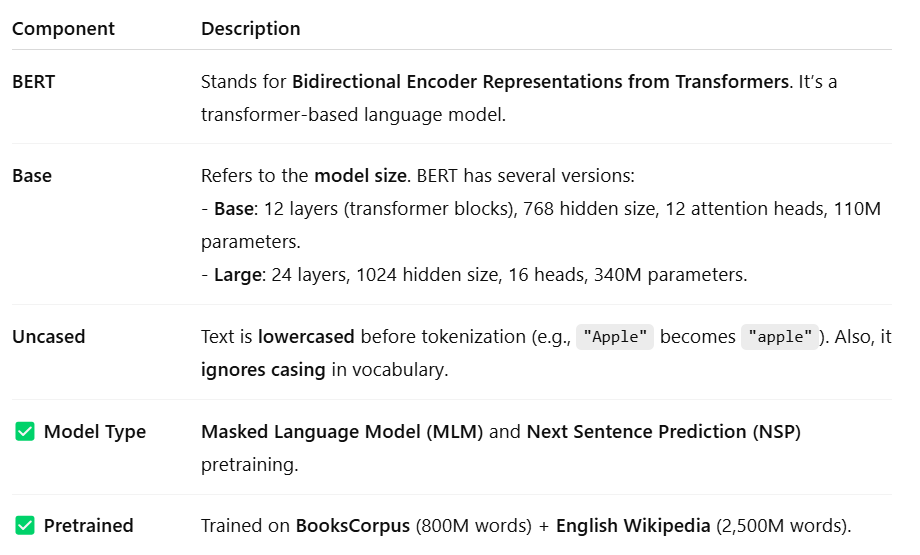 Component Description
BERT Stands for Bidirectional Encoder Representations from Transformers. It's a
transformer-based language model.
Base Refers to the model size. BERT has several versions:
- Base: 12 layers (transformer blocks), 768 hidden size, 12 attention heads, 110M
parameters.
- Large: 24 layers, 1024 hidden size, 16 heads, 340M parameters.
Uncased Text is lowercased before tokenization (e.g., "Apple" becomes "apple"). Also, it
ignores casing in vocabulary.
✅ Model Type Masked Language Model (MLM) and Next Sentence Prediction (NSP)
pretraining.
✅ Pretrained Trained on BooksCorpus (800M words) + English Wikipedia (2,500M words).